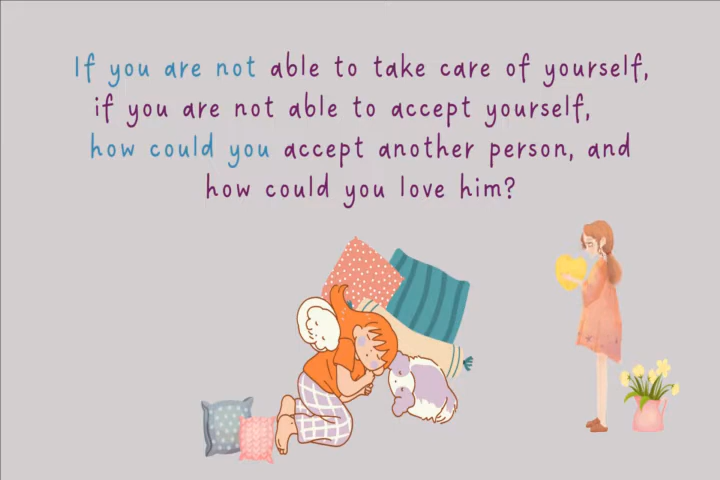 If you are not able to take care of yourself,
if you are not able to accept yourself,
how could you accept another person, and
how could you love him?